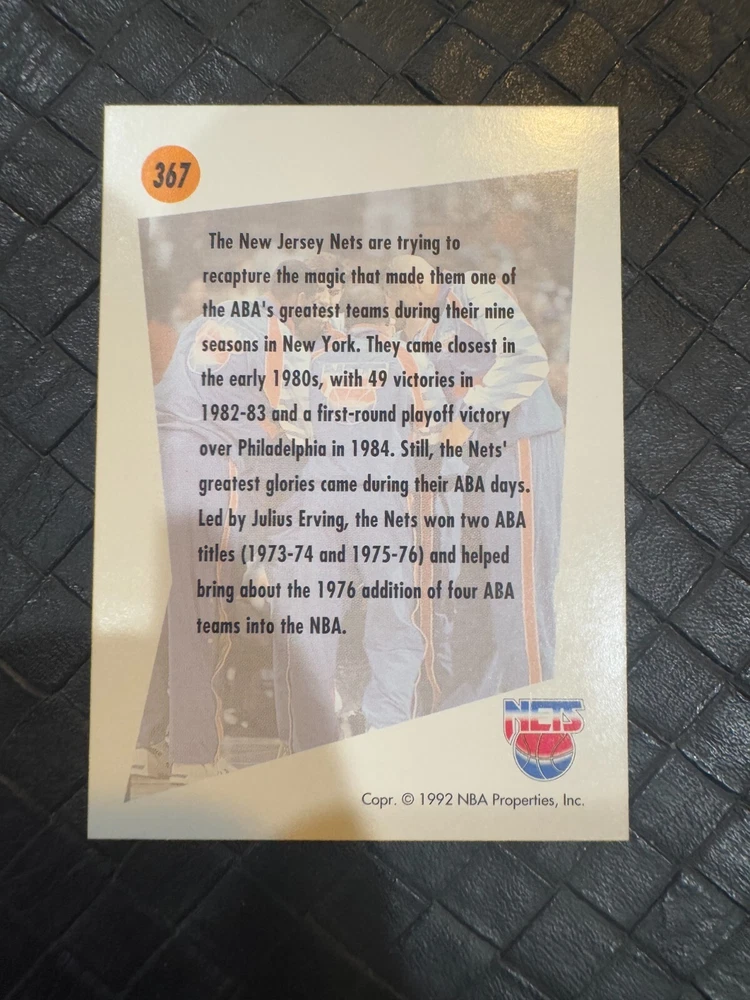 367
The New Jersey Nets are trying to
recapture the magic that made them one of
the ABA's greatest teams during their nine
seasons in New York. They came closest in
the early 1980s, with 49 victories in
1982-83 and a first-round playoff victory
over Philadelphia in 1984. Still, the Nets'
greatest glories came during their ABA days.
Led by Julius Erving, the Nets won two ABA
titles (1973-74 and 1975-76) and helped
bring about the 1976 addition of four ABA
teams into the NBA.
NETS
Copr. © 1992 NBA Properties, Inc.